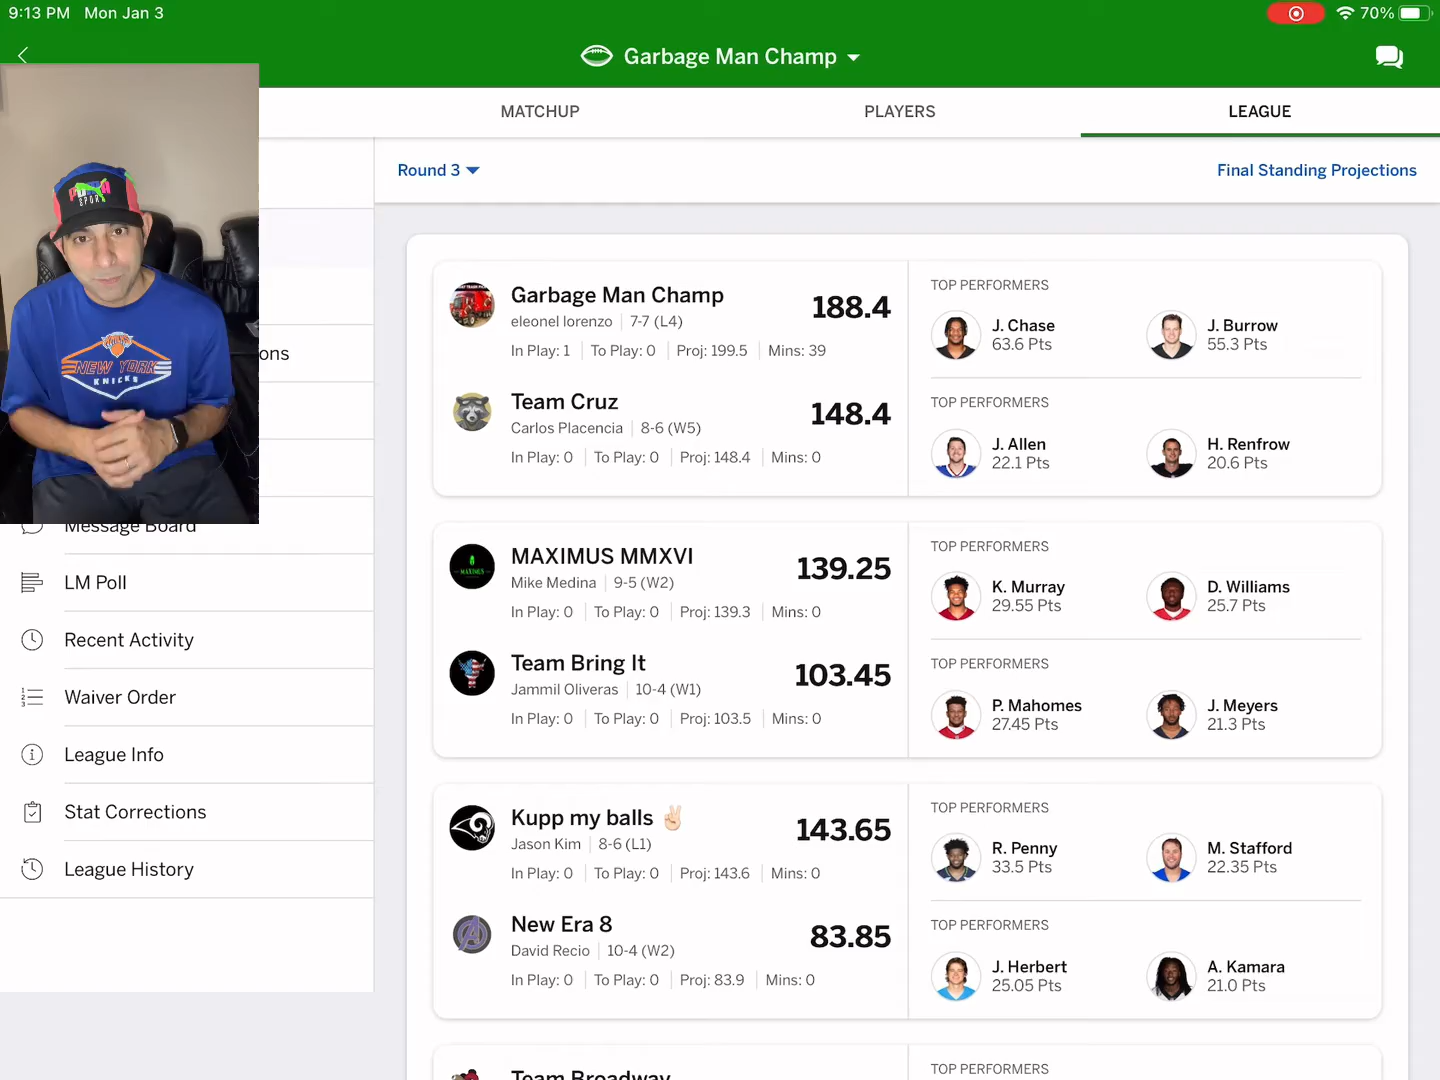 9:13 PM Mon Jan 3
70%
Garbage Man Champ
MATCHUP PLAYERS LEAGUE
Round 3 Final Standing Projections
Garbage Man Champ 188.4
eleonel lorenzo 7-7 (L4)
In Play: 1 To Play: 0 Proj: 199.5 Mins: 39
TOP PERFORMERS
J. Chase
63.6 Pts
J. Burrow
55.3 Pts
Team Cruz 148.4
Carlos Placencia 8-6 (W5)
In Play: 0 To Play: 0 Proj: 148.4 Mins: 0
TOP PERFORMERS
J. Allen
22.1 Pts
H. Renfrow
20.6 Pts
MAXIMUS MMXVI 139.25
Mike Medina 9-5 (W2)
In Play: 0 To Play: 0 Proj: 139.3 Mins: 0
TOP PERFORMERS
K. Murray
29.55 Pts
D. Williams
25.7 Pts
Team Bring It 103.45
Jammil Oliveras 10-4 (W1)
In Play: 0 To Play: 0 Proj: 103.5 Mins: 0
TOP PERFORMERS
P. Mahomes
27.45 Pts
J. Meyers
21.3 Pts
Kupp my balls ✌🏻 143.65
Jason Kim 8-6 (L1)
In Play: 0 To Play: 0 Proj: 143.6 Mins: 0
TOP PERFORMERS
R. Penny
33.5 Pts
M. Stafford
22.35 Pts
New Era 8 83.85
David Recio 10-4 (W2)
In Play: 0 To Play: 0 Proj: 83.9 Mins: 0
TOP PERFORMERS
J. Herbert
25.05 Pts
A. Kamara
21.0 Pts
Team Broadway
TOP PERFORMERS
ons
Message Board
LM Poll
Recent Activity
Waiver Order
League Info
Stat Corrections
League History
PUMA
SPORT
NEW YORK
KNICKS
MAXIMUS